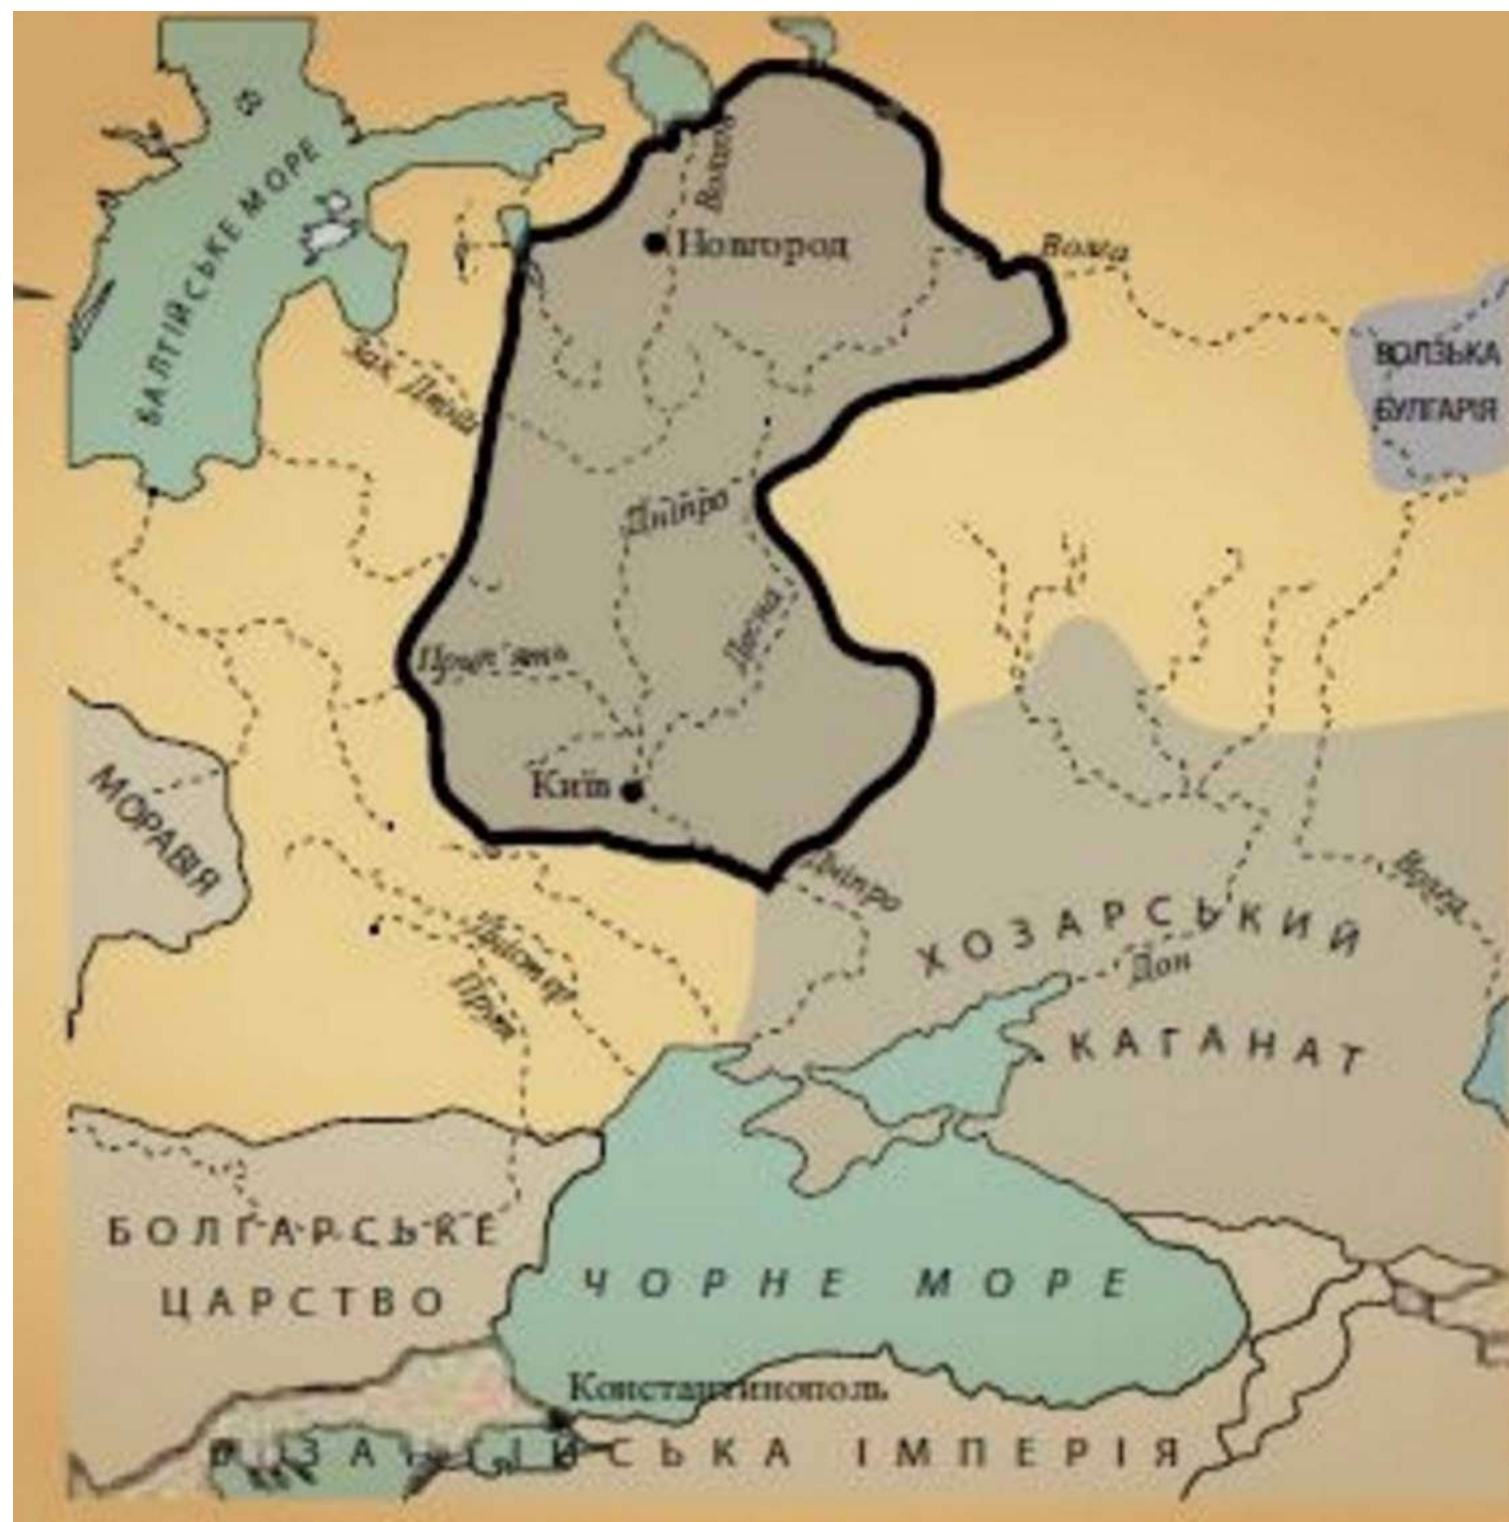 БАЛТІЙСЬКЕ МОРЕ
Волхов
Новгород
Волга
Зах. Двіна
ВОЛЗЬКА
БУЛГАРІЯ
Дніпро
Десна
Прип'ять
Київ
МОРАВІЯ
Дніпро
Волга
ХОЗАРСЬКИЙ
Дон
Дністер
Прут
КАГАНАТ
БОЛГАРСЬКЕ
ЦАРСТВО
ЧОРНЕ МОРЕ
Константинополь
ВІЗАНТІЙСЬКА ІМПЕРІЯ